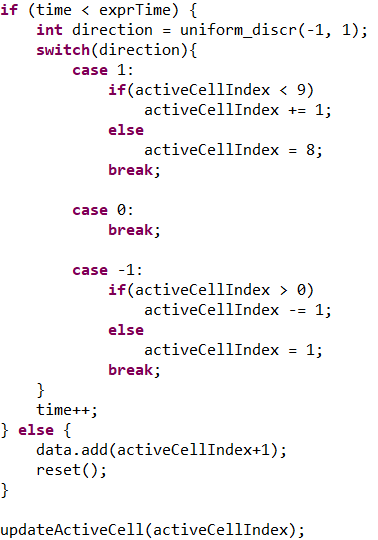 if (time < exprTime) {
    int direction = uniform_discr(-1, 1);
    switch(direction){
        case 1:
            if(activeCellIndex < 9)
                activeCellIndex += 1;
            else
                activeCellIndex = 8;
            break;

        case 0:
            break;

        case -1:
            if(activeCellIndex > 0)
                activeCellIndex -= 1;
            else
                activeCellIndex = 1;
            break;
    }
    time++;
} else {
    data.add(activeCellIndex+1);
    reset();
}

updateActiveCell(activeCellIndex);